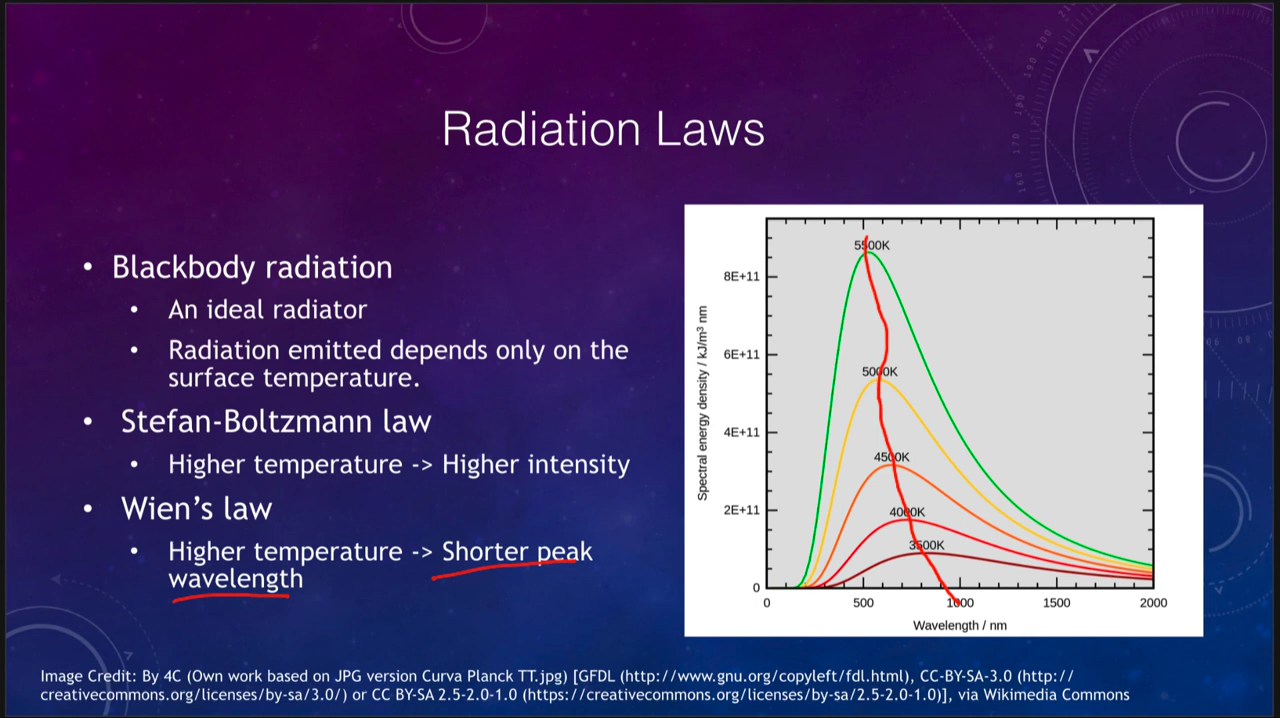 Radiation Laws
• Blackbody radiation
• An ideal radiator
• Radiation emitted depends only on the
surface temperature.
• Stefan-Boltzmann law
• Higher temperature -> Higher intensity
• Wien’s law
• Higher temperature -> Shorter peak
wavelength
5500K
5000K
4500K
4000K
3500K
8E+11
6E+11
4E+11
2E+11
0
Spectral energy density / kJ/m³ nm
0 500 1000 1500 2000
Wavelength / nm
Image Credit: By 4C (Own work based on JPG version Curva Planck TT.jpg) [GFDL (http://www.gnu.org/copyleft/fdl.html), CC-BY-SA-3.0 (http://
creativecommons.org/licenses/by-sa/3.0/) or CC BY-SA 2.5-2.0-1.0 (https://creativecommons.org/licenses/by-sa/2.5-2.0-1.0)], via Wikimedia Commons